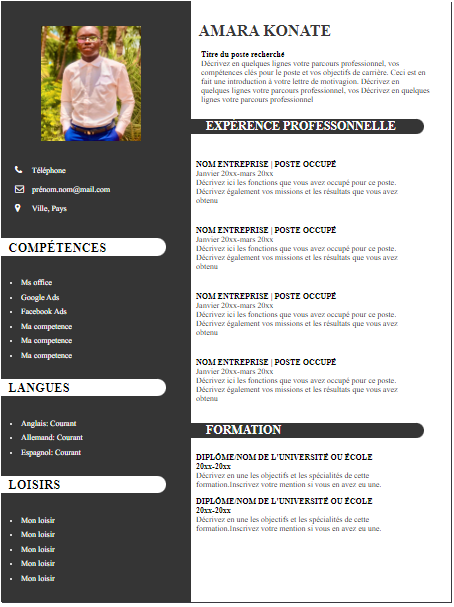 AMARA KONATE
Titre du poste recherché
Décrivez en quelques lignes votre parcours professionnel, vos
compétences clés pour le poste et vos objectifs de carrière. Ceci est en
fait une introduction à votre lettre de motivagion. Décrivez en
quelques lignes votre parcours professionnel, vos Décrivez en quelques
lignes votre parcours professionnel
Téléphone
prénom.nom@mail.com
Ville, Pays
COMPÉTENCES
Ms office
Google Ads
Facebook Ads
Ma competence
Ma competence
Ma competence
LANGUES
Anglais: Courant
Allemand: Courant
Espagnol: Courant
LOISIRS
Mon loisir
Mon loisir
Mon loisir
Mon loisir
Mon loisir
EXPÉRENCE PROFESSIONNELLE
NOM ENTREPRISE | POSTE OCCUPÉ
Janvier 20xx-mars 20xx
Décrivez ici les fonctions que vous avez occupé pour ce poste.
Décrivez également vos missions et les résultats que vous avez
obtenu
NOM ENTREPRISE | POSTE OCCUPÉ
Janvier 20xx-mars 20xx
Décrivez ici les fonctions que vous avez occupé pour ce poste.
Décrivez également vos missions et les résultats que vous avez
obtenu
NOM ENTREPRISE | POSTE OCCUPÉ
Janvier 20xx-mars 20xx
Décrivez ici les fonctions que vous avez occupé pour ce poste.
Décrivez également vos missions et les résultats que vous avez
obtenu
NOM ENTREPRISE | POSTE OCCUPÉ
Janvier 20xx-mars 20xx
Décrivez ici les fonctions que vous avez occupé pour ce poste.
Décrivez également vos missions et les résultats que vous avez
obtenu
FORMATION
DIPLÔME/NOM DE L'UNIVERSITÉ OU ÉCOLE
20xx-20xx
Décrivez en une les objectifs et les spécialités de cette
formation.Inscrivez votre mention si vous en avez eu une.
DIPLÔME/NOM DE L'UNIVERSITÉ OU ÉCOLE
20xx-20xx
Décrivez en une les objectifs et les spécialités de cette
formation.Inscrivez votre mention si vous en avez eu une.